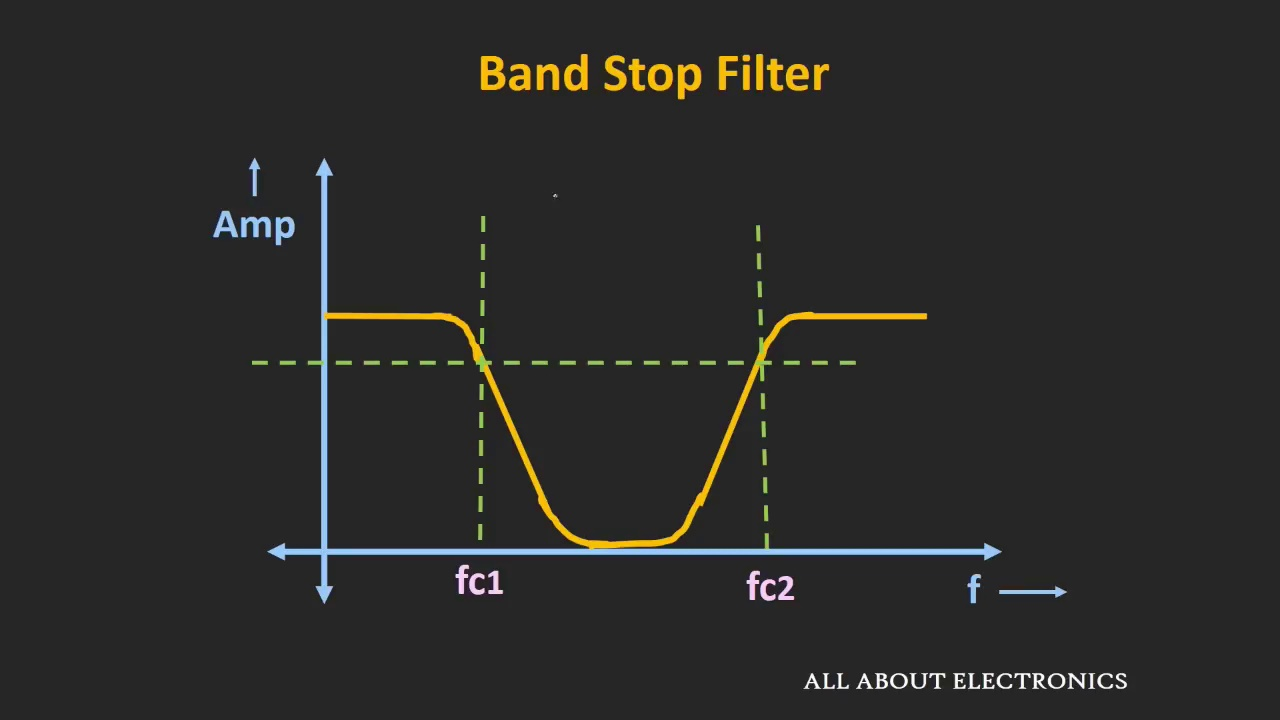 Band Stop Filter
Amp
fc1
fc2
f
ALL ABOUT ELECTRONICS